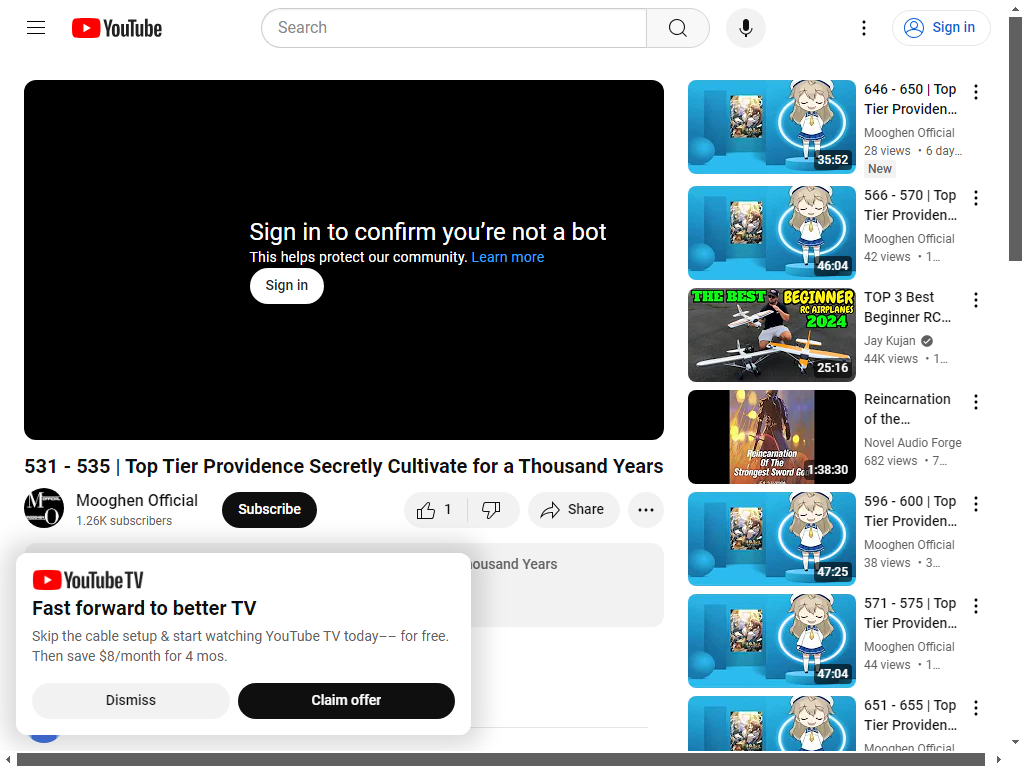 YouTube
Search
Sign in
Sign in to confirm you’re not a bot
This helps protect our community. Learn more
Sign in
531 - 535 | Top Tier Providence Secretly Cultivate for a Thousand Years
Mooghen Official
1.26K subscribers
Subscribe
1
Share
housand Years
YouTube TV
Fast forward to better TV
Skip the cable setup & start watching YouTube TV today–– for free.
Then save $8/month for 4 mos.
Dismiss
Claim offer
35:52
646 - 650 | Top
Tier Providen…
Mooghen Official
28 views • 6 day…
New
46:04
566 - 570 | Top
Tier Providen…
Mooghen Official
42 views • 1…
THE BEST BEGINNER
RC AIRPLANES
2024
25:16
TOP 3 Best
Beginner RC…
Jay Kujan
44K views • 1…
Reincarnation
Of The
Strongest Sword God
1:38:30
Reincarnation
of the…
Novel Audio Forge
682 views • 7…
47:25
596 - 600 | Top
Tier Providen…
Mooghen Official
38 views • 3…
47:04
571 - 575 | Top
Tier Providen…
Mooghen Official
44 views • 1…
651 - 655 | Top
Tier Providen…
Mooghen Official